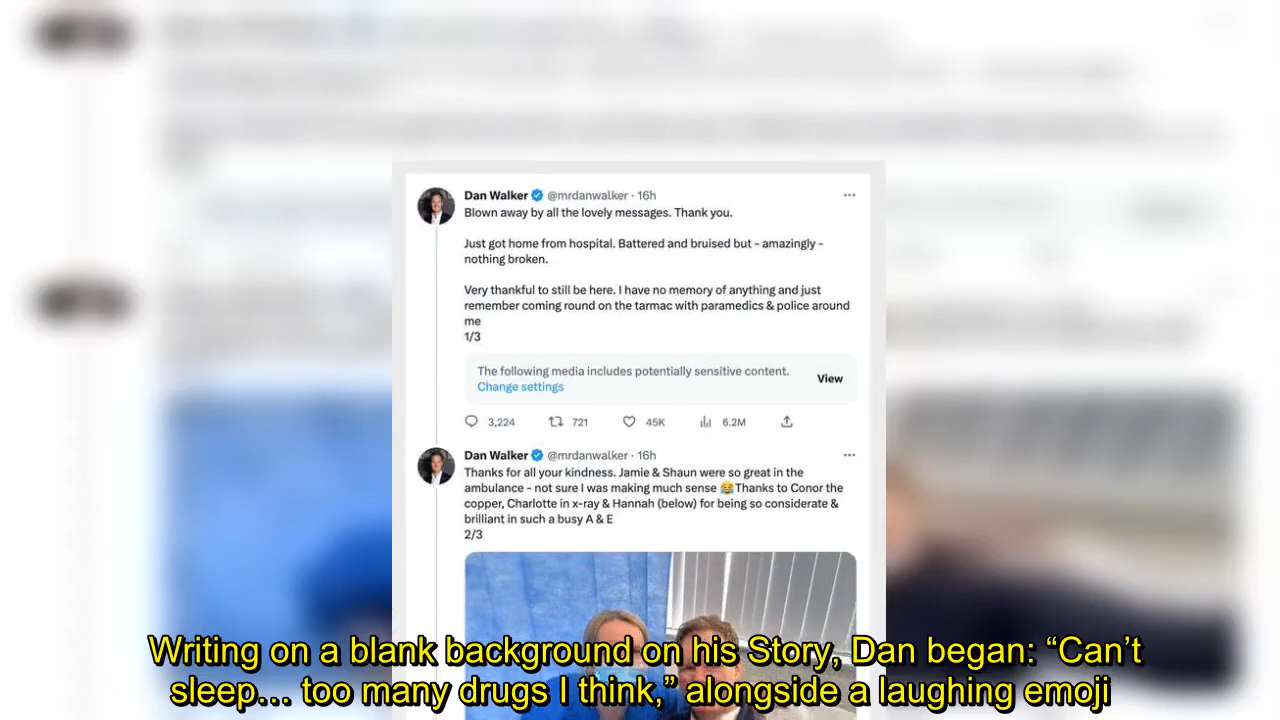 Dan Walker @mrdanwalker · 16h
Blown away by all the lovely messages. Thank you.
Just got home from hospital. Battered and bruised but - amazingly -
nothing broken.
Very thankful to still be here. I have no memory of anything and just
remember coming round on the tarmac with paramedics & police around
me
1/3
The following media includes potentially sensitive content.
Change settings
View
3,224 721 45K 6.2M
Dan Walker @mrdanwalker · 16h
Thanks for all your kindness. Jamie & Shaun were so great in the
ambulance - not sure I was making much sense 😂Thanks to Conor the
copper, Charlotte in x-ray & Hannah (below) for being so considerate &
brilliant in such a busy A & E
2/3
Writing on a blank background on his Story, Dan began: “Can’t
sleep… too many drugs I think,” alongside a laughing emoji